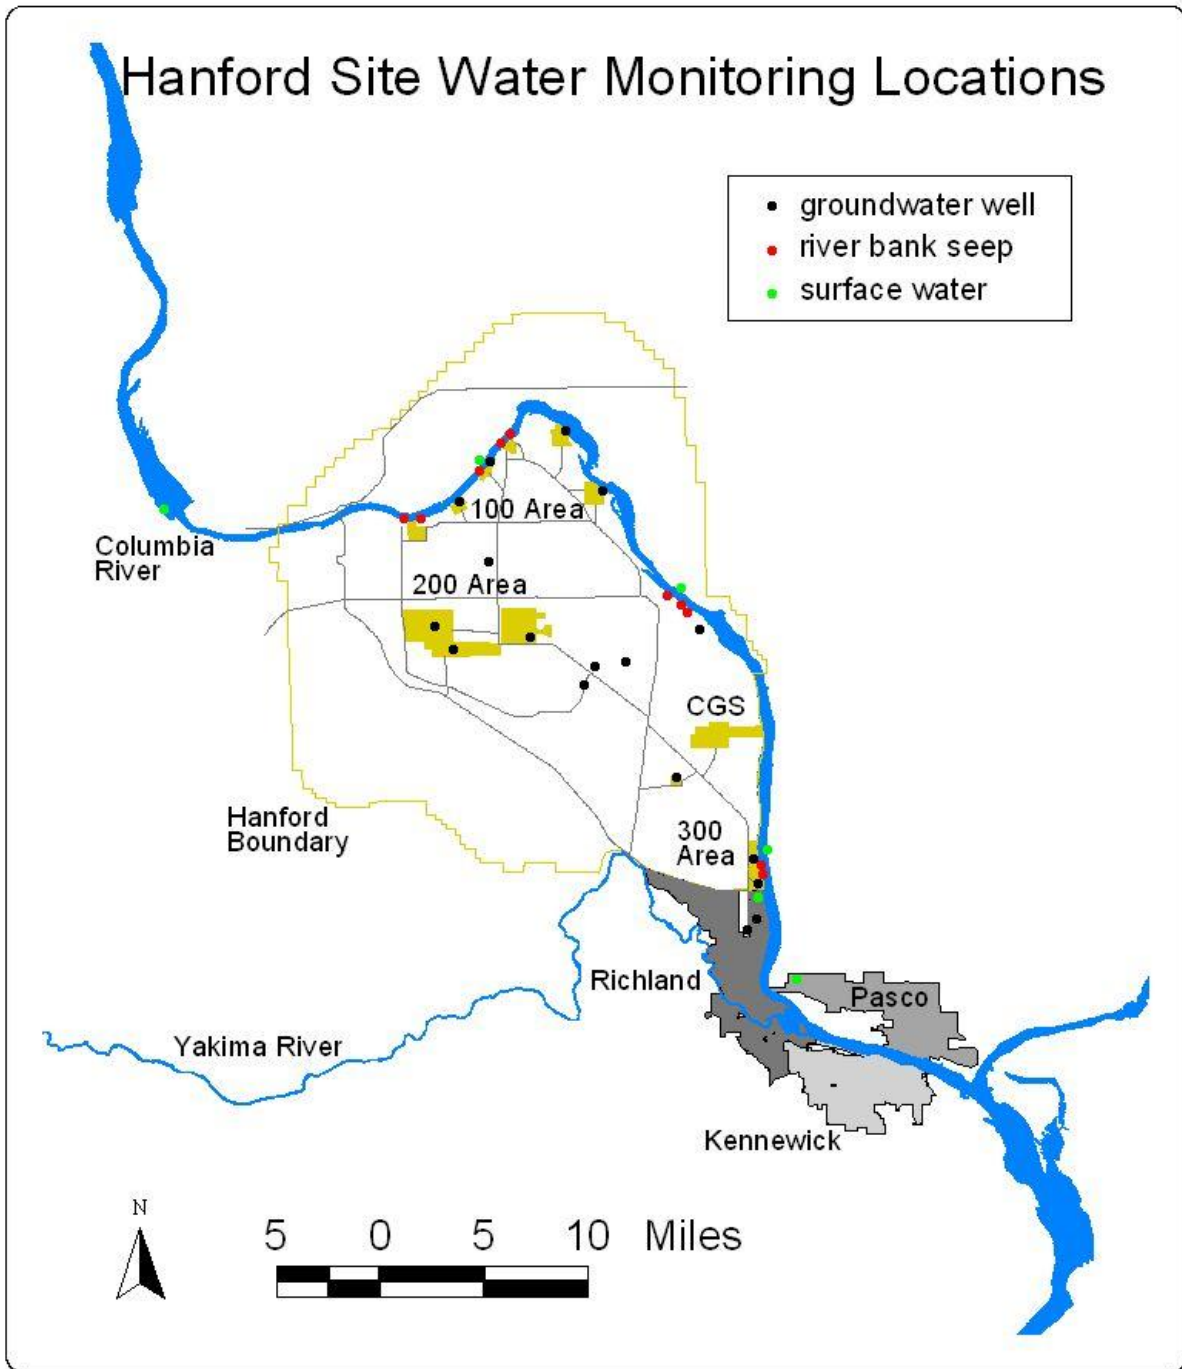 Hanford Site Water Monitoring Locations
groundwater well
river bank seep
surface water
100 Area
Columbia
River
200 Area
CGS
Hanford
Boundary
300
Area
Richland
Pasco
Yakima River
Kennewick
N
5 0 5 10 Miles